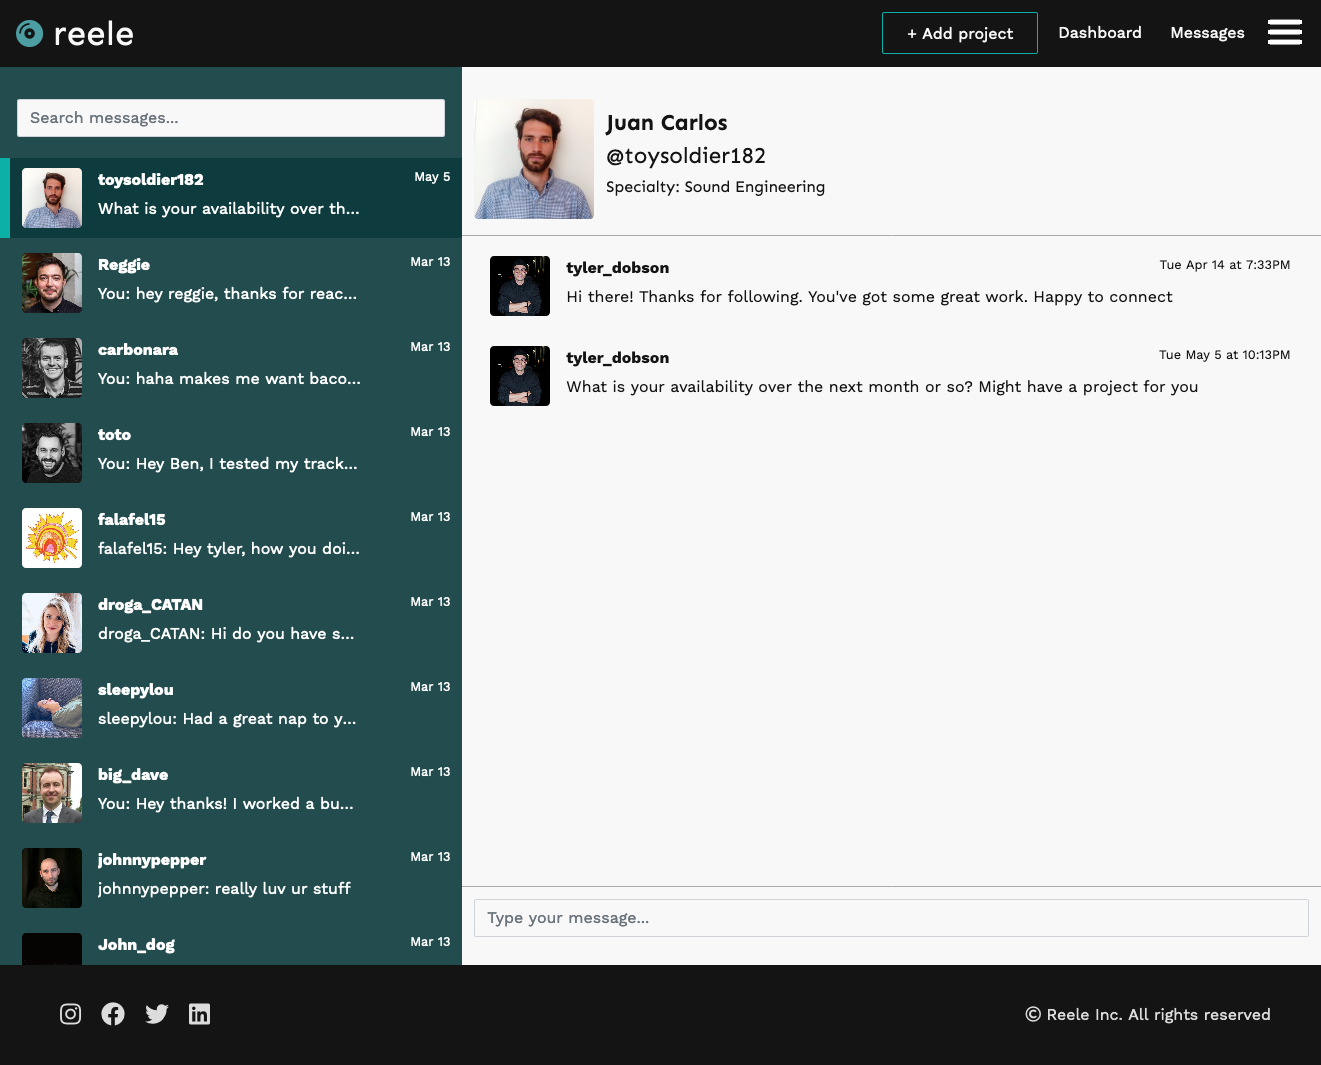 reele
+ Add project
Dashboard
Messages
Search messages...
toysoldier182
May 5
What is your availability over th...
Reggie
Mar 13
You: hey reggie, thanks for reac...
carbonara
Mar 13
You: haha makes me want baco...
toto
Mar 13
You: Hey Ben, I tested my track...
falafel15
Mar 13
falafel15: Hey tyler, how you doi...
droga_CATAN
Mar 13
droga_CATAN: Hi do you have s...
sleepylou
Mar 13
sleepylou: Had a great nap to y...
big_dave
Mar 13
You: Hey thanks! I worked a bu...
johnnypepper
Mar 13
johnnypepper: really luv ur stuff
John_dog
Mar 13
Juan Carlos
@toysoldier182
Specialty: Sound Engineering
tyler_dobson
Tue Apr 14 at 7:33PM
Hi there! Thanks for following. You've got some great work. Happy to connect
tyler_dobson
Tue May 5 at 10:13PM
What is your availability over the next month or so? Might have a project for you
Type your message...
© Reele Inc. All rights reserved